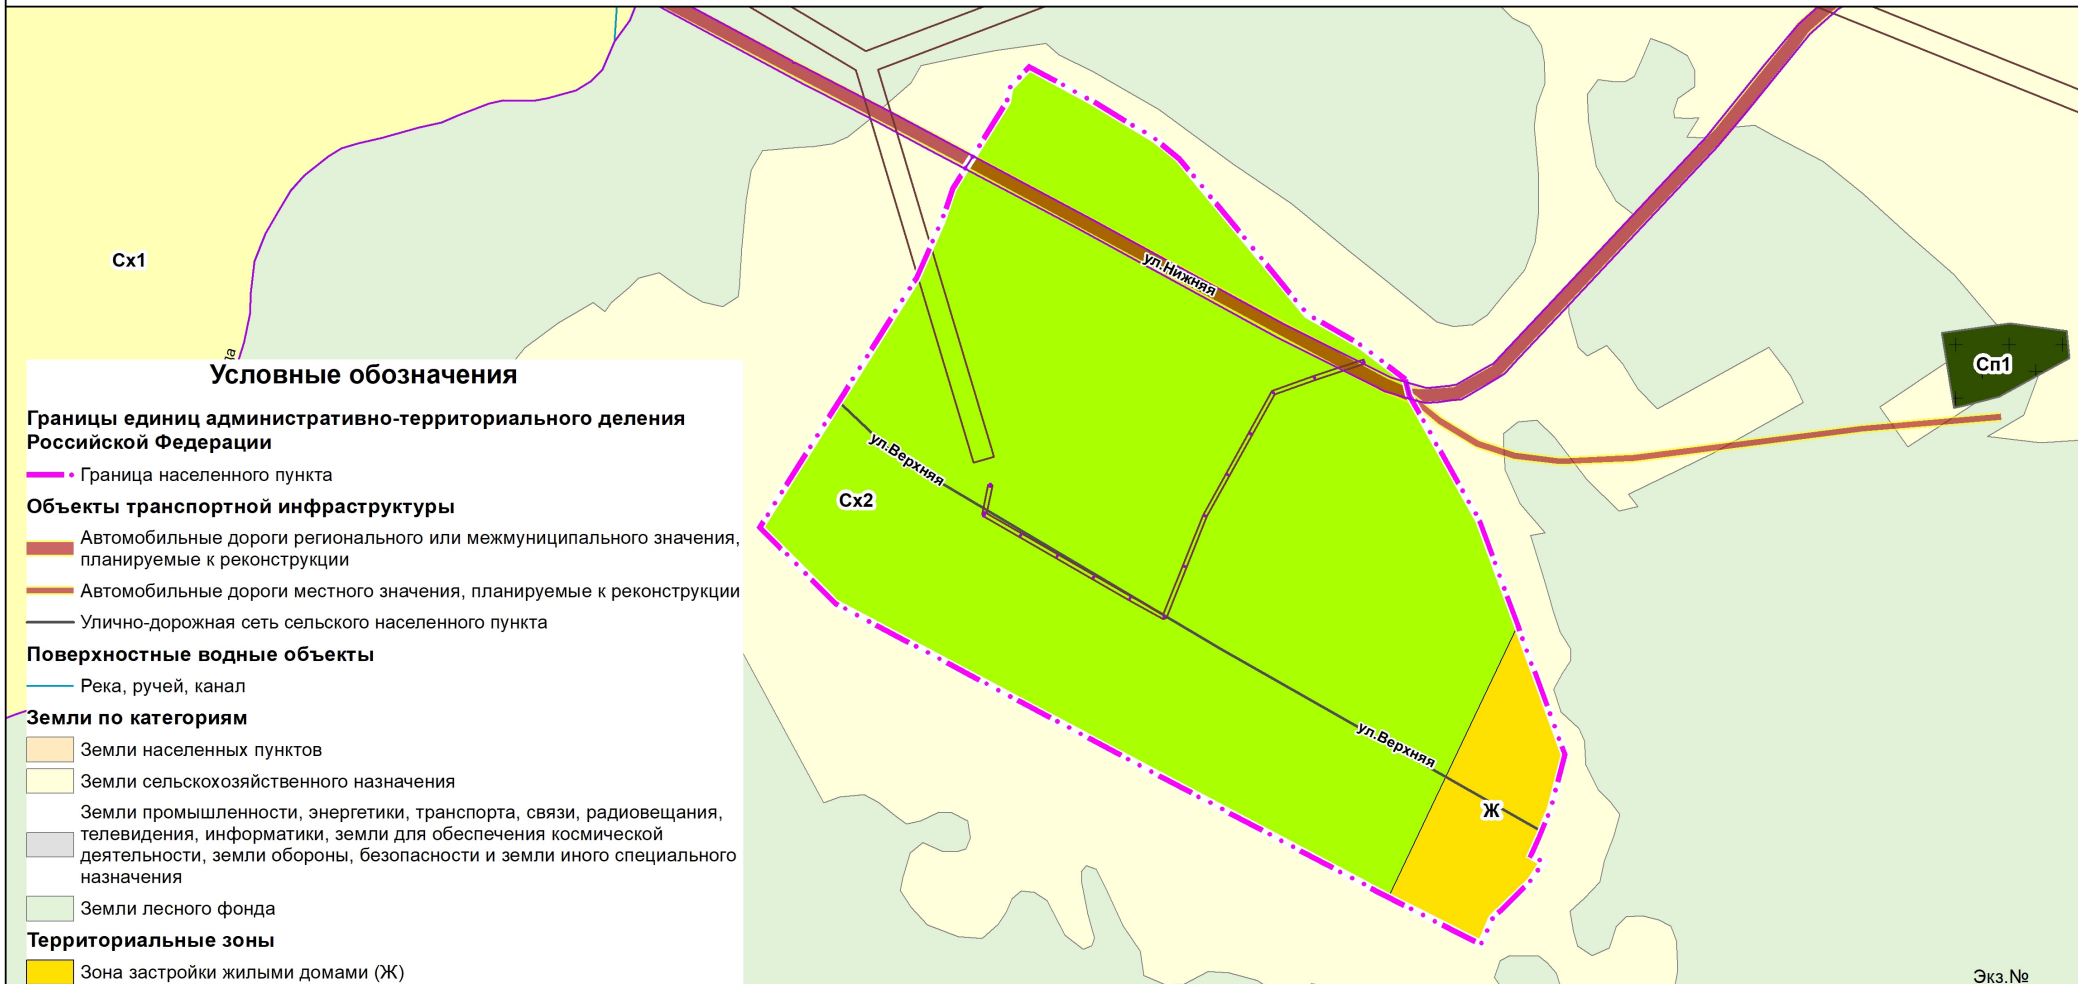 Сх1
ул.Нижняя
Сп1
Условные обозначения
Границы единиц административно-территориального деления
Российской Федерации
Граница населенного пункта
Объекты транспортной инфраструктуры
Автомобильные дороги регионального или межмуниципального значения,
планируемые к реконструкции
Автомобильные дороги местного значения, планируемые к реконструкции
Улично-дорожная сеть сельского населенного пункта
Поверхностные водные объекты
Река, ручей, канал
Земли по категориям
Земли населенных пунктов
Земли сельскохозяйственного назначения
Земли промышленности, энергетики, транспорта, связи, радиовещания,
телевидения, информатики, земли для обеспечения космической
деятельности, земли обороны, безопасности и земли иного специального
назначения
Земли лесного фонда
Территориальные зоны
Зона застройки жилыми домами (Ж)
ул.Верхняя
Сх2
ул.Верхняя
Ж
Экз.№